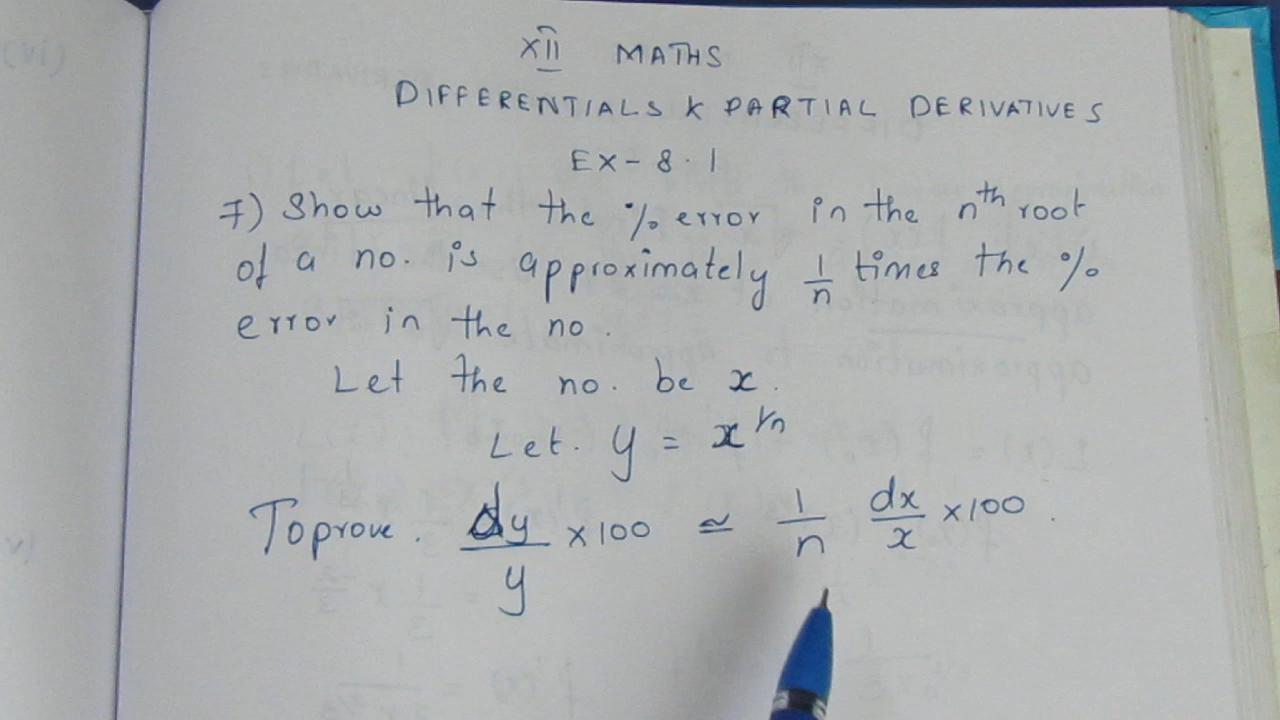 XII MATHS
DIFFERENTIALS & PARTIAL DERIVATIVES
EX - 8.1
7) Show that the % error in the nth root
of a no. is approximately 1/n times the %
error in the no.
Let the no. be x.
Let. y = x^1/n
To prove. dy/y × 100 ≃ 1/n dx/x × 100.
(vi)
v)